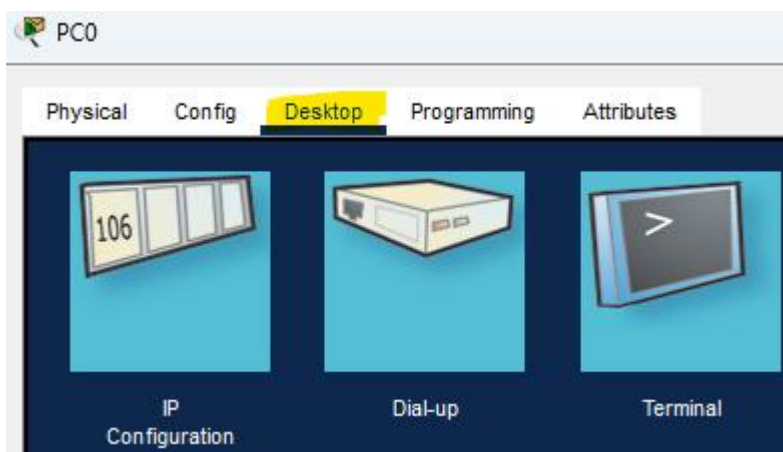 PC0
Physical Config Desktop Programming Attributes
106
>
IP
Configuration
Dial-up
Terminal